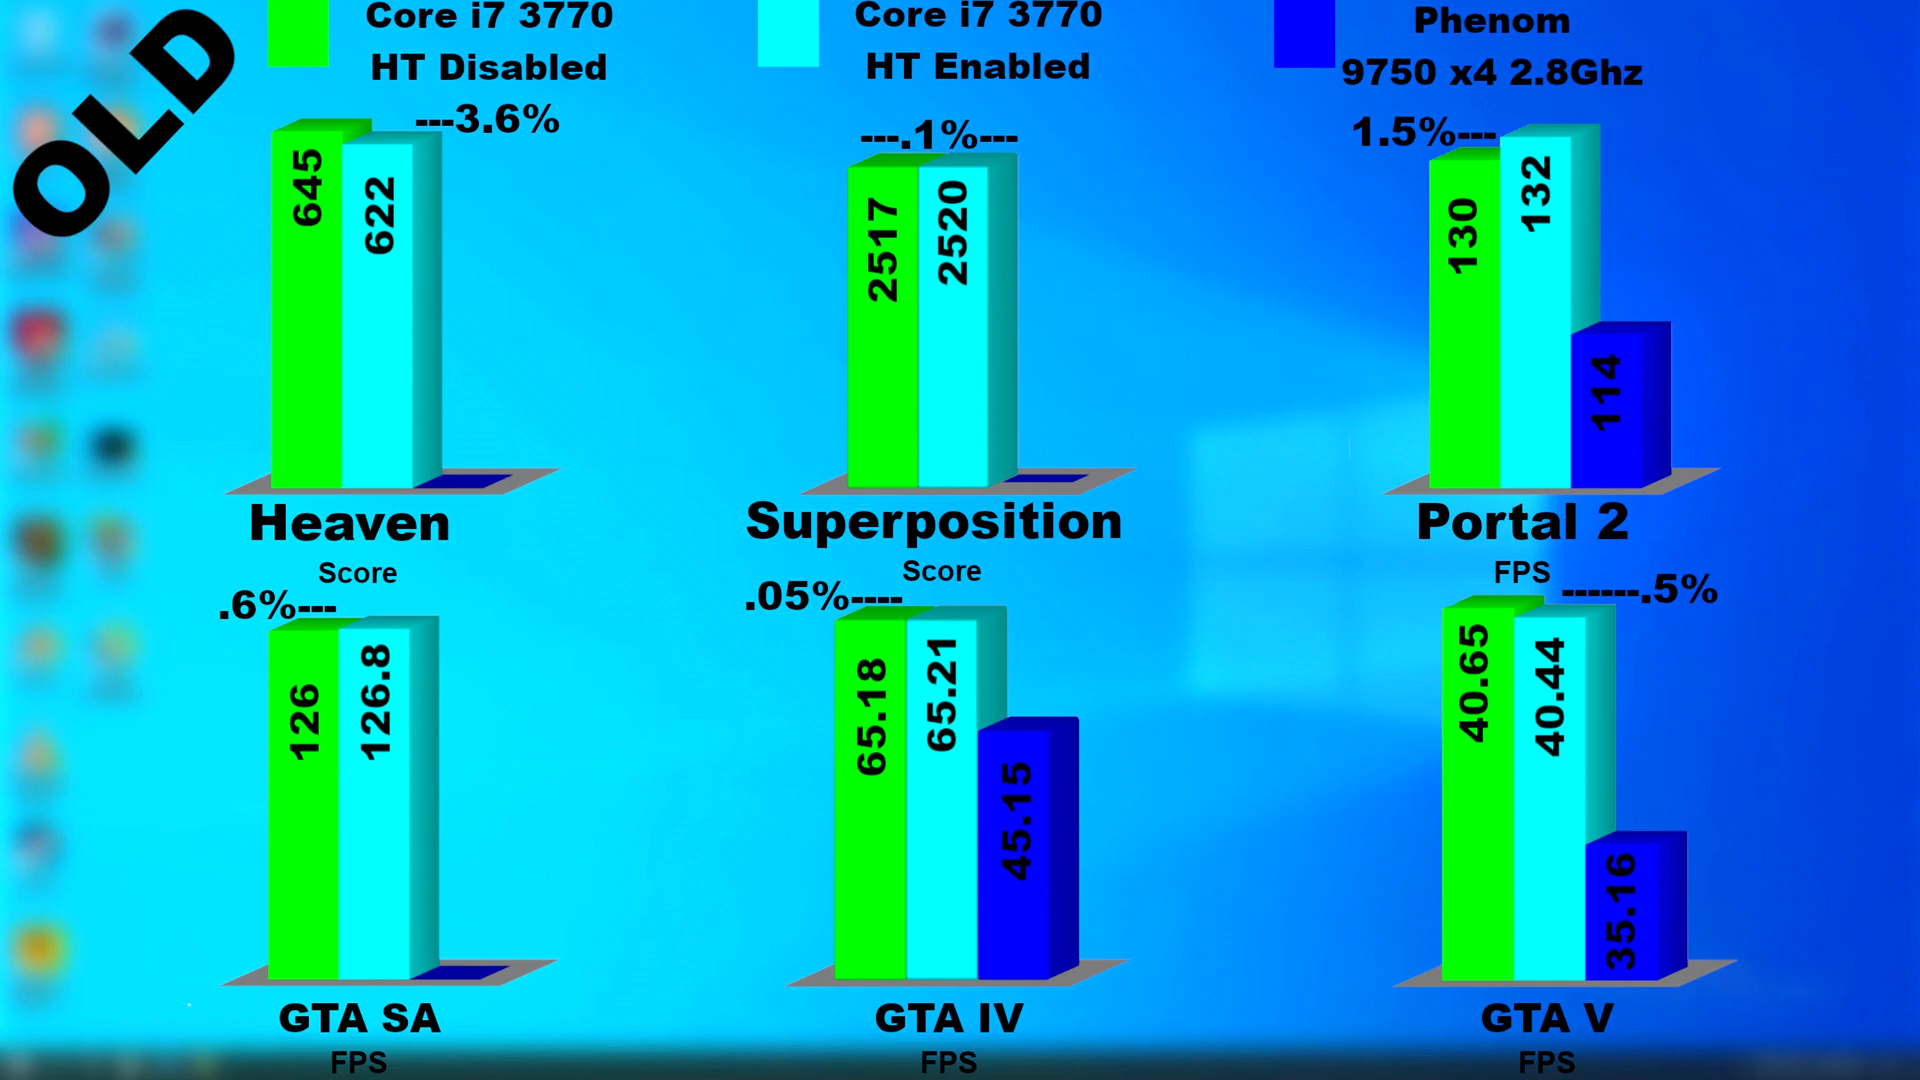 OLD
Core i7 3770
HT Disabled
Core i7 3770
HT Enabled
Phenom
9750 x4 2.8Ghz
---3.6%
645
622
Heaven
Score
---.1%---
2517
2520
Superposition
Score
1.5%---
130
132
114
Portal 2
FPS
.6%---
126
126.8
GTA SA
FPS
.05%----
65.18
65.21
45.15
GTA IV
FPS
------.5%
40.65
40.44
35.16
GTA V
FPS